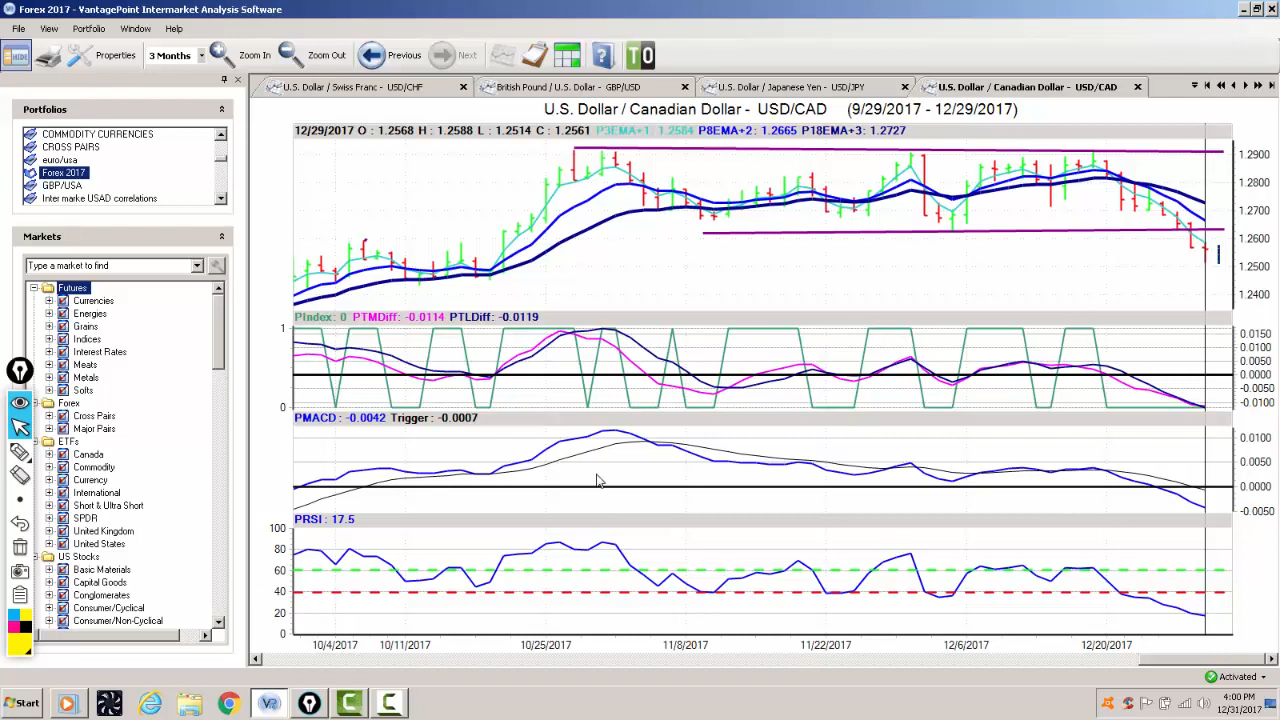 Forex 2017 - VantagePoint Intermarket Analysis Software
File View Portfolio Window Help
HIDE Properties 3 Months Zoom In Zoom Out Previous Next TO
U.S. Dollar / Swiss Franc - USD/CHF British Pound / U.S. Dollar - GBP/USD U.S. Dollar / Japanese Yen - USD/JPY U.S. Dollar / Canadian Dollar - USD/CAD
U.S. Dollar / Canadian Dollar - USD/CAD (9/29/2017 - 12/29/2017)
Portfolios
COMMODITY CURRENCIES
CROSS PAIRS
euro/usa
Forex 2017
GBP/USA
Inter marke USAD correlations
Markets
Type a market to find
Futures
Currencies
Energies
Grains
Indices
Interest Rates
Meats
Metals
Softs
Forex
Cross Pairs
Major Pairs
ETFs
Canada
Commodity
Currency
International
Short & Ultra Short
SPDR
United Kingdom
United States
US Stocks
Basic Materials
Capital Goods
Conglomerates
Consumer/Cyclical
Consumer/Non-Cyclical
12/29/2017 O : 1.2568 H : 1.2588 L : 1.2514 C : 1.2561 P3EMA+1 : 1.2584 P8EMA+2 : 1.2665 P18EMA+3 : 1.2727
1.2900
1.2800
1.2700
1.2600
1.2500
1.2400
PIndex: 0 PTMDiff: -0.0114 PTLDiff: -0.0119
1
0
0.0150
0.0100
0.0050
0.0000
-0.0050
-0.0100
PMACD : -0.0042 Trigger : -0.0007
0.0100
0.0050
0.0000
-0.0050
PRSI : 17.5
100
80
60
40
20
0
10/4/2017 10/11/2017 10/25/2017 11/8/2017 11/22/2017 12/6/2017 12/20/2017
Activated
Start
4:00 PM
12/31/2017